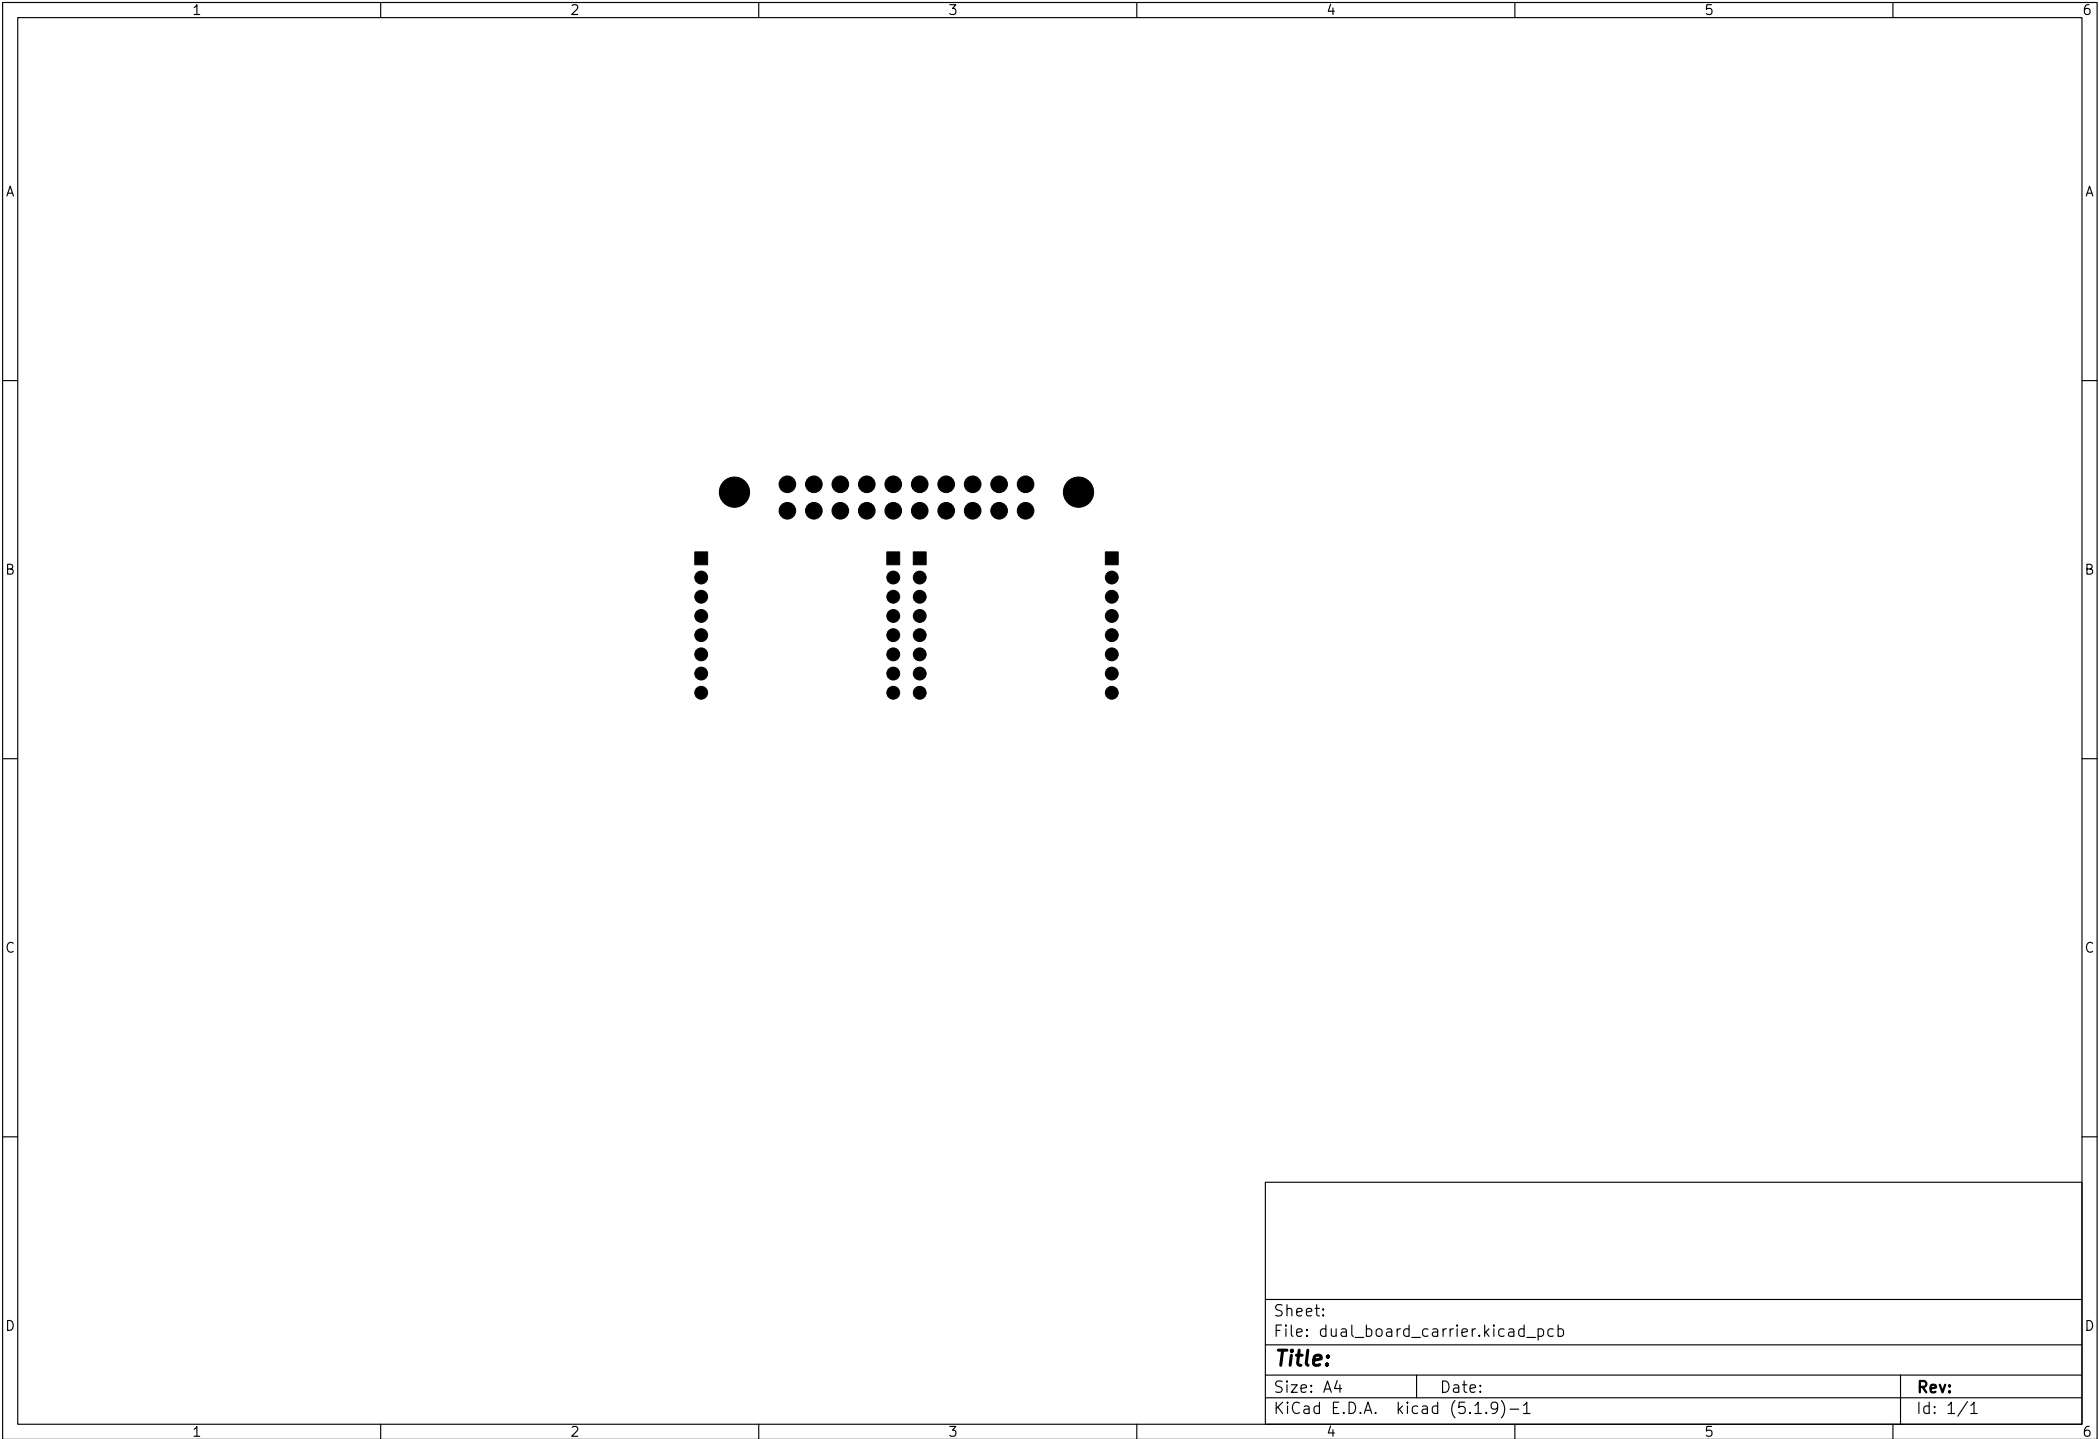 1 2 3 4 5 6
A A
B B
C C
Sheet:
File: dual_board_carrier.kicad_pcb
D D
Title:
Size: A4 Date: Rev:
KiCad E.D.A. kicad (5.1.9)-1 Id: 1/1
1 2 3 4 5 6